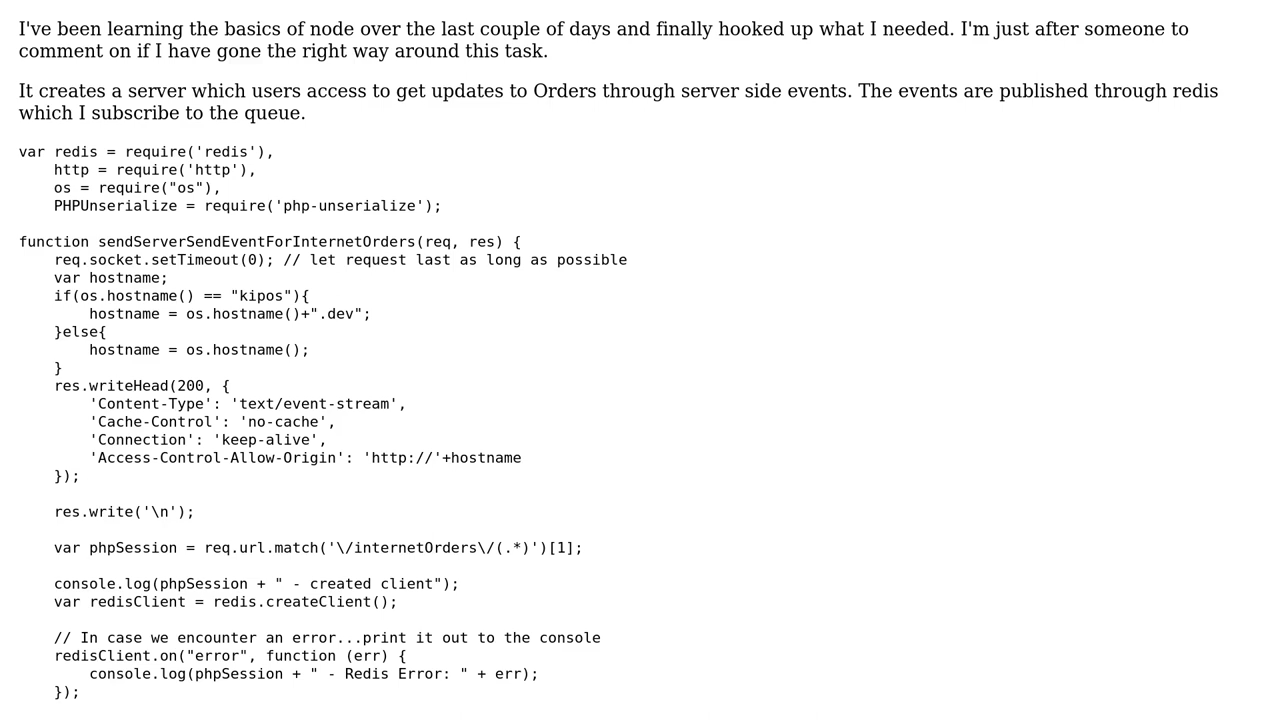 I've been learning the basics of node over the last couple of days and finally hooked up what I needed. I'm just after someone to
comment on if I have gone the right way around this task.
It creates a server which users access to get updates to Orders through server side events. The events are published through redis
which I subscribe to the queue.
var redis = require('redis'),
    http = require('http'),
    os = require("os"),
    PHPUnserialize = require('php-unserialize');
function sendServerSendEventForInternetOrders(req, res) {
    req.socket.setTimeout(0); // let request last as long as possible
    var hostname;
    if(os.hostname() == "kipos"){
        hostname = os.hostname()+".dev";
    }else{
        hostname = os.hostname();
    }
    res.writeHead(200, {
        'Content-Type': 'text/event-stream',
        'Cache-Control': 'no-cache',
        'Connection': 'keep-alive',
        'Access-Control-Allow-Origin': 'http://'+hostname
    });
    res.write('\n');
    var phpSession = req.url.match('\/internetOrders\/(.*)')[1];
    console.log(phpSession + " - created client");
    var redisClient = redis.createClient();
    // In case we encounter an error...print it out to the console
    redisClient.on("error", function (err) {
        console.log(phpSession + " - Redis Error: " + err);
    });